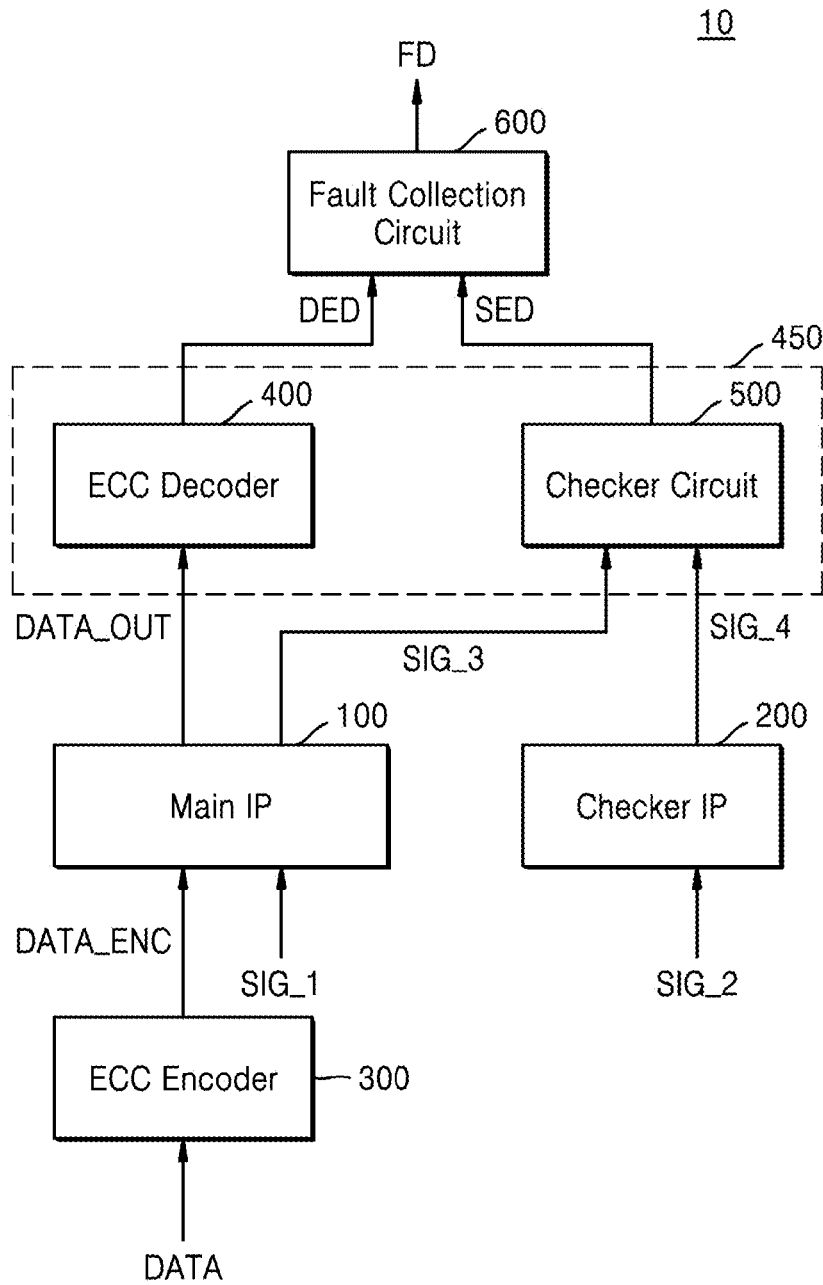 10
FD
600
Fault Collection
Circuit
DED
SED
450
400
500
ECC Decoder
Checker Circuit
DATA_OUT
SIG_3
SIG_4
100
200
Main IP
Checker IP
DATA_ENC
SIG_1
SIG_2
ECC Encoder
300
DATA